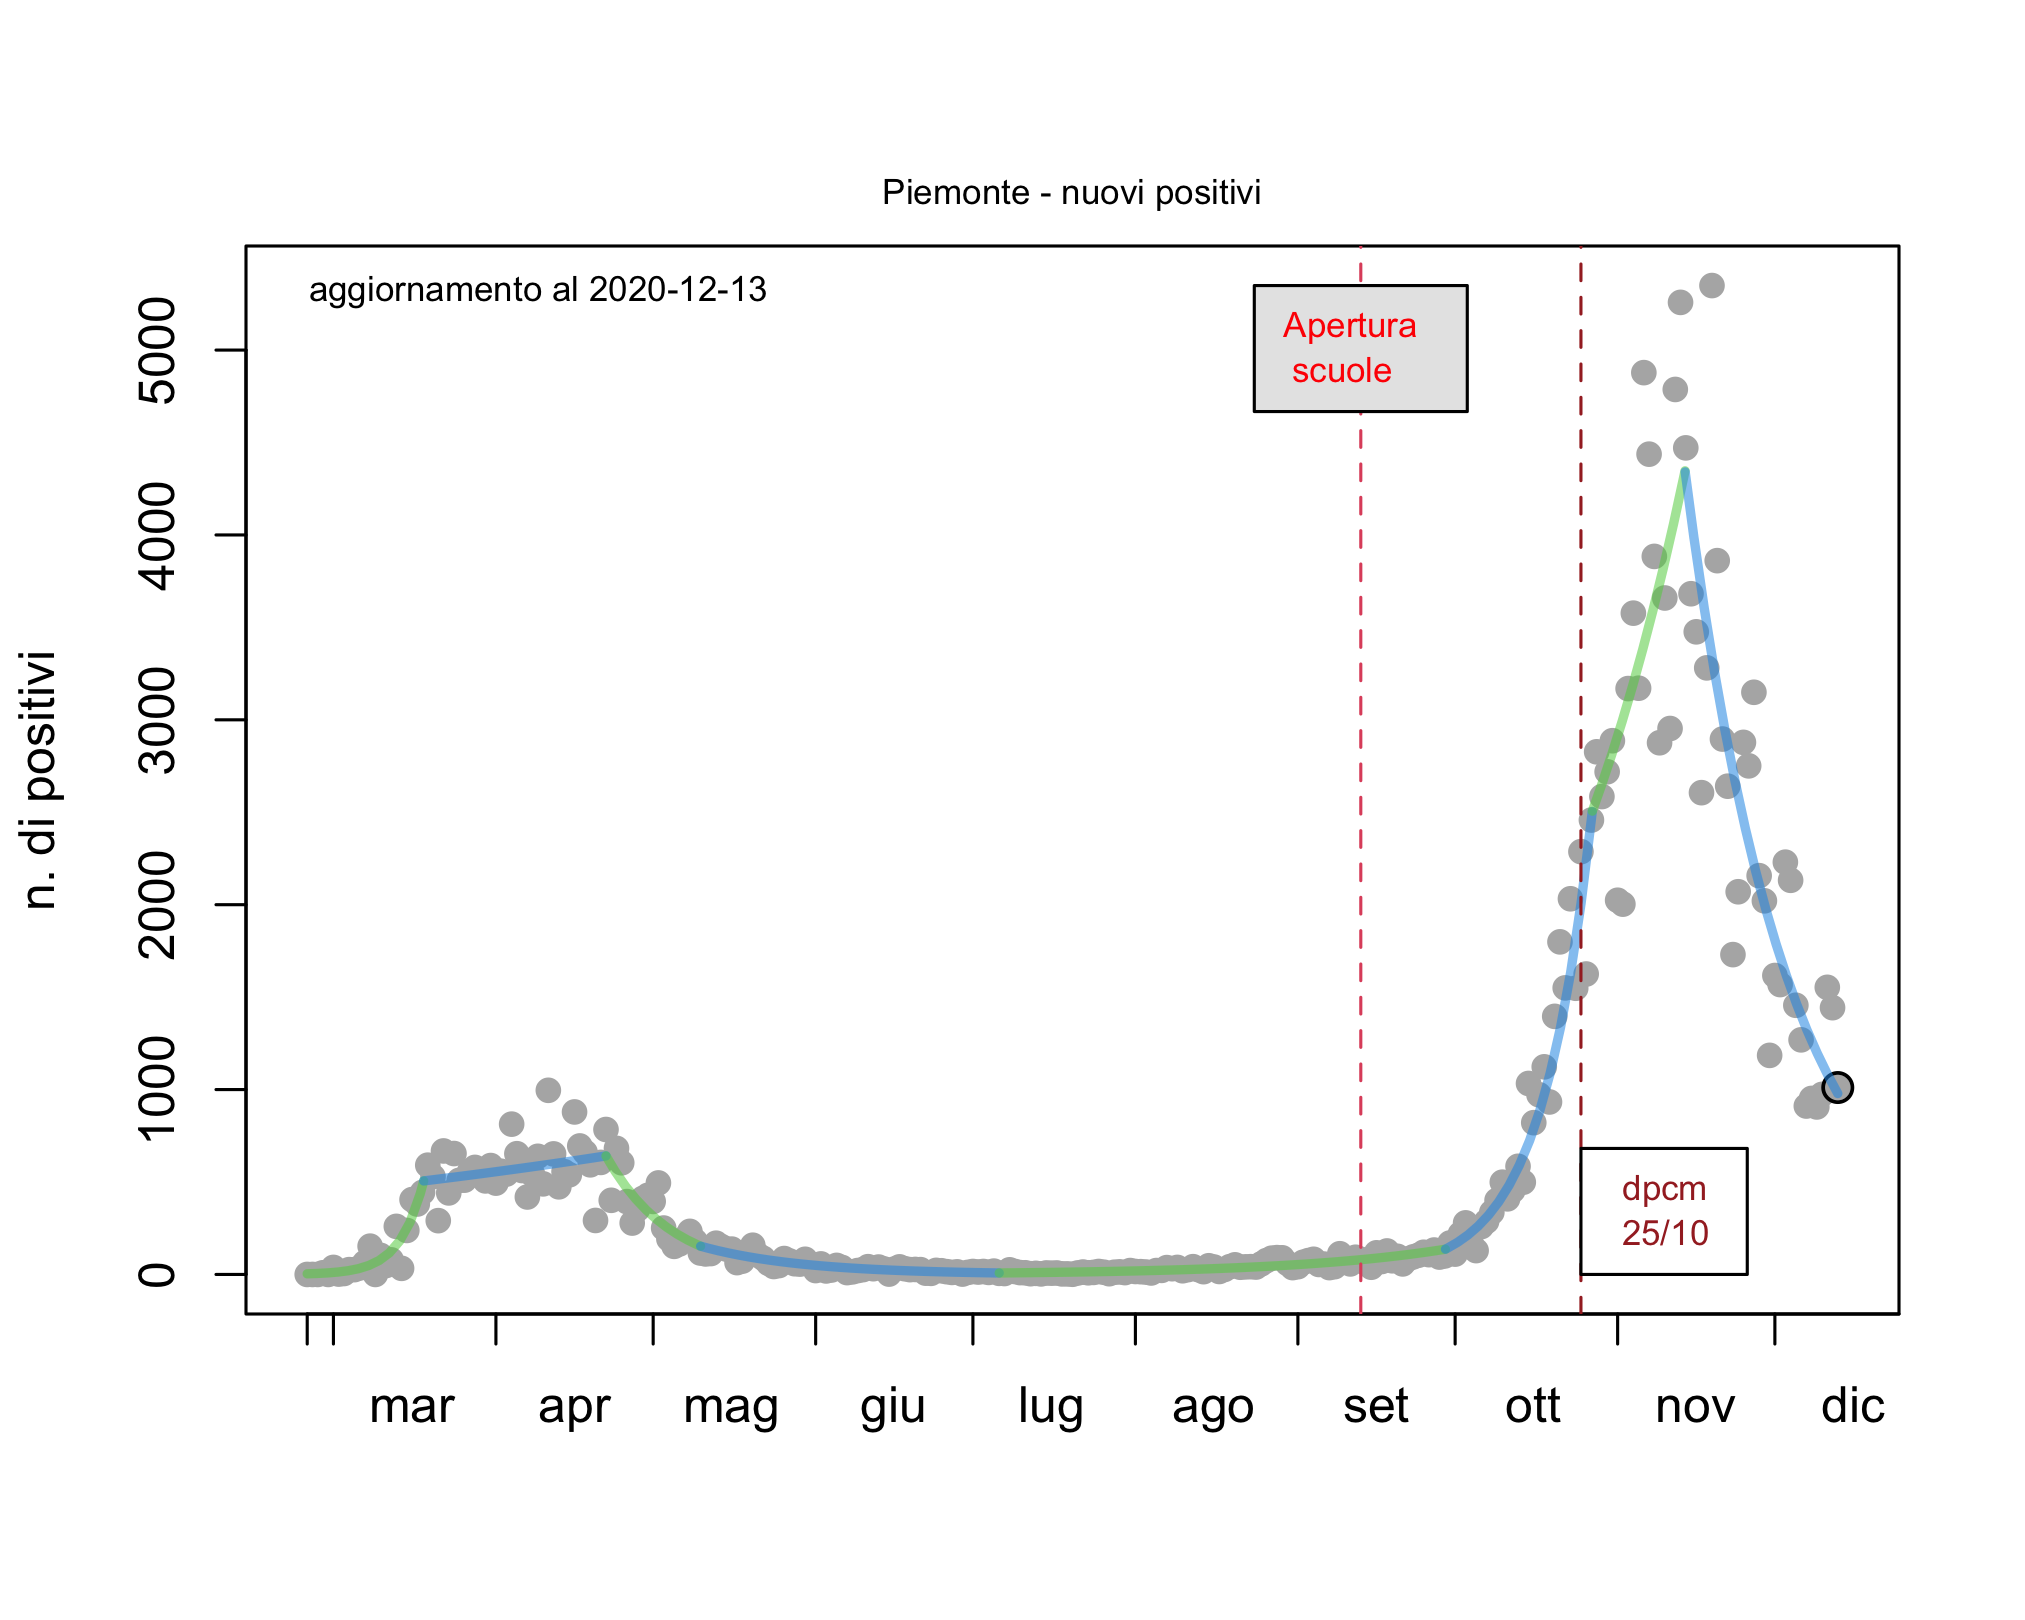 Piemonte - nuovi positivi
aggiornamento al 2020-12-13
Apertura
scuole
n. di positivi
5000
4000
3000
2000
1000
0
dpcm
25/10
mar apr mag giu lug ago set ott nov dic